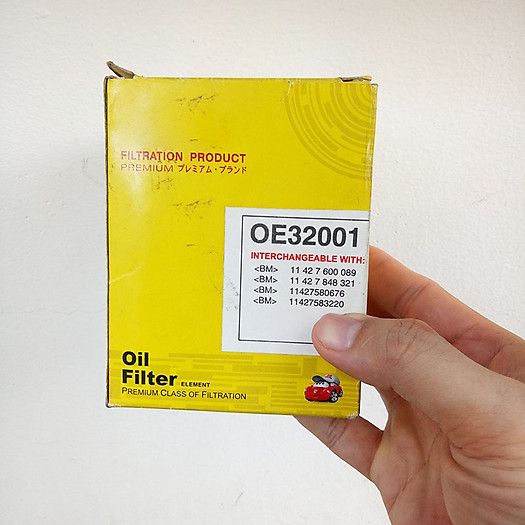 FILTRATION PRODUCT
PREMIUM プレミアム・ブランド
OE32001
INTERCHANGEABLE WITH:
<BM> 11 42 7 600 089
<BM> 11 42 7 848 321
<BM> 11427580676
<BM> 11427583220
Oil
Filter ELEMENT
PREMIUM CLASS OF FILTRATION